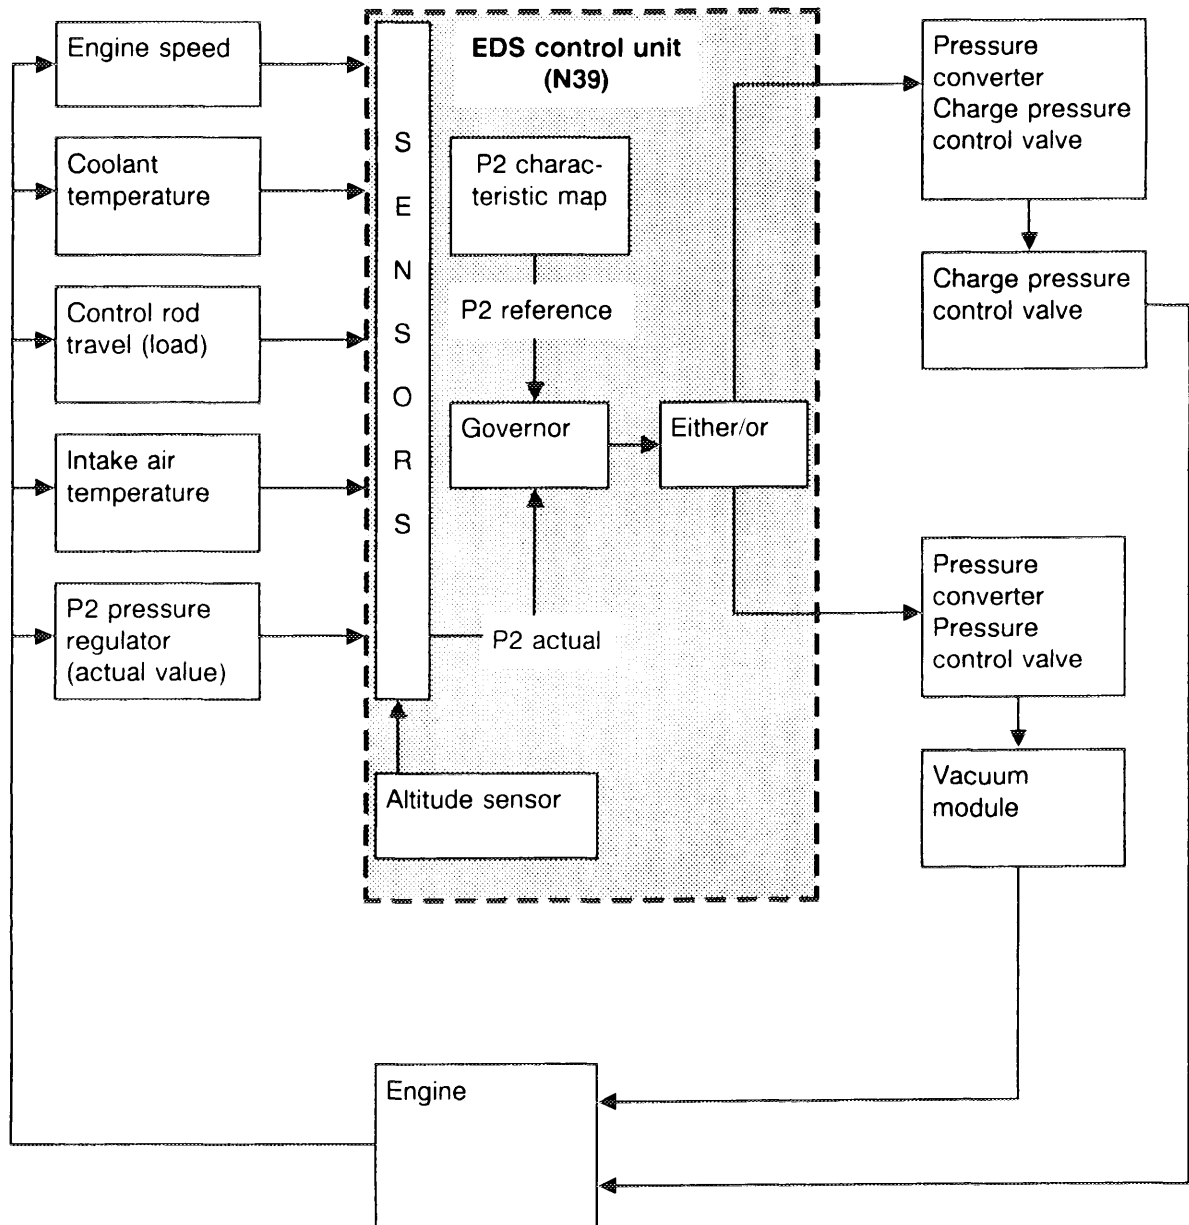 Engine speed
Coolant
temperature
Control rod
travel (load)
Intake air
temperature
P2 pressure
regulator
(actual value)
S
E
N
S
O
R
S
EDS control unit
(N39)
P2 charac-
teristic map
P2 reference
Governor
Either/or
P2 actual
Altitude sensor
Pressure
converter
Charge pressure
control valve
Charge pressure
control valve
Pressure
converter
Pressure
control valve
Vacuum
module
Engine